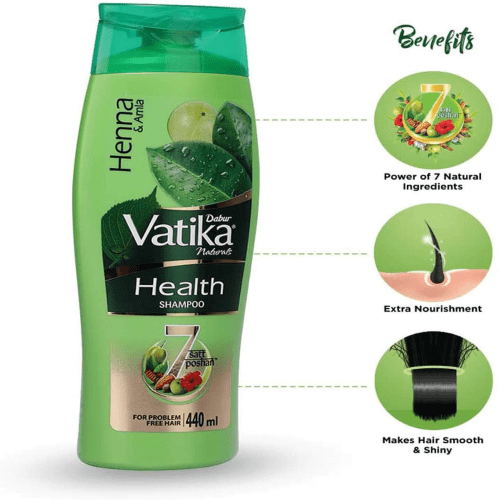 Benefits
Henna
& Amla
Dabur
Vatika
Naturals
Health
SHAMPOO
7
satt
poshan™
FOR PROBLEM
FREE HAIR
440 ml
7
Power of 7 Natural
Ingredients
Extra Nourishment
Makes Hair Smooth
& Shiny